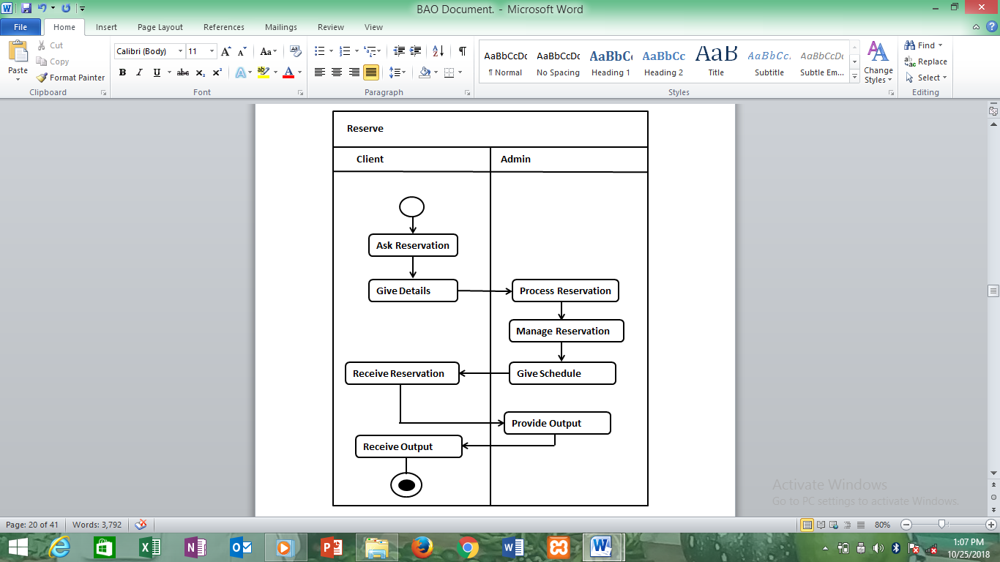 BAO Document. - Microsoft Word
File Home Insert Page Layout References Mailings Review View
Paste
Cut
Copy
Format Painter
Clipboard
Calibri (Body) 11
Font
Paragraph
AaBbCcDc AaBbCcDc AaBbC AaBbCc AaB AaBbCc. AaBbCcDc
¶ Normal No Spacing Heading 1 Heading 2 Title Subtitle Subtle Em...
Styles
Change Styles
Find
Replace
Select
Editing
Reserve
Client Admin
Ask Reservation
Give Details Process Reservation
Manage Reservation
Receive Reservation Give Schedule
Provide Output
Receive Output
Activate Windows
Go to PC settings to activate Windows.
Page: 20 of 41 Words: 3,792 80%
1:07 PM
10/25/2018